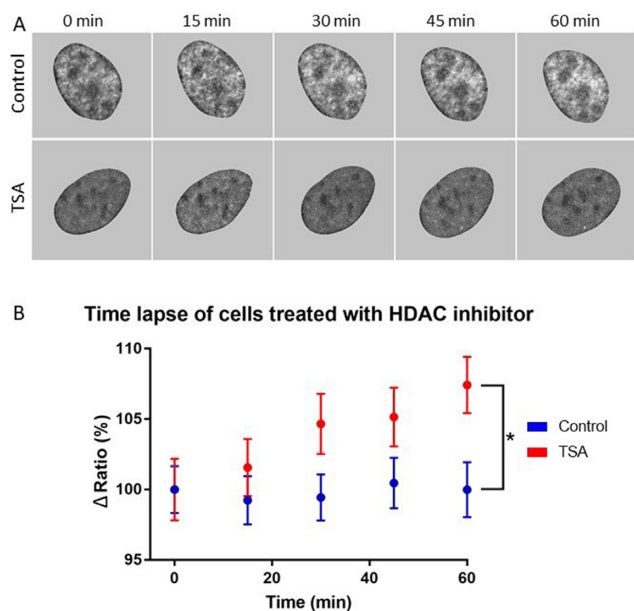 A
0 min 15 min 30 min 45 min 60 min
Control
TSA
B
Time lapse of cells treated with HDAC inhibitor
110
105
100
95
Δ Ratio (%)
0 20 40 60
Time (min)
*
Control
TSA